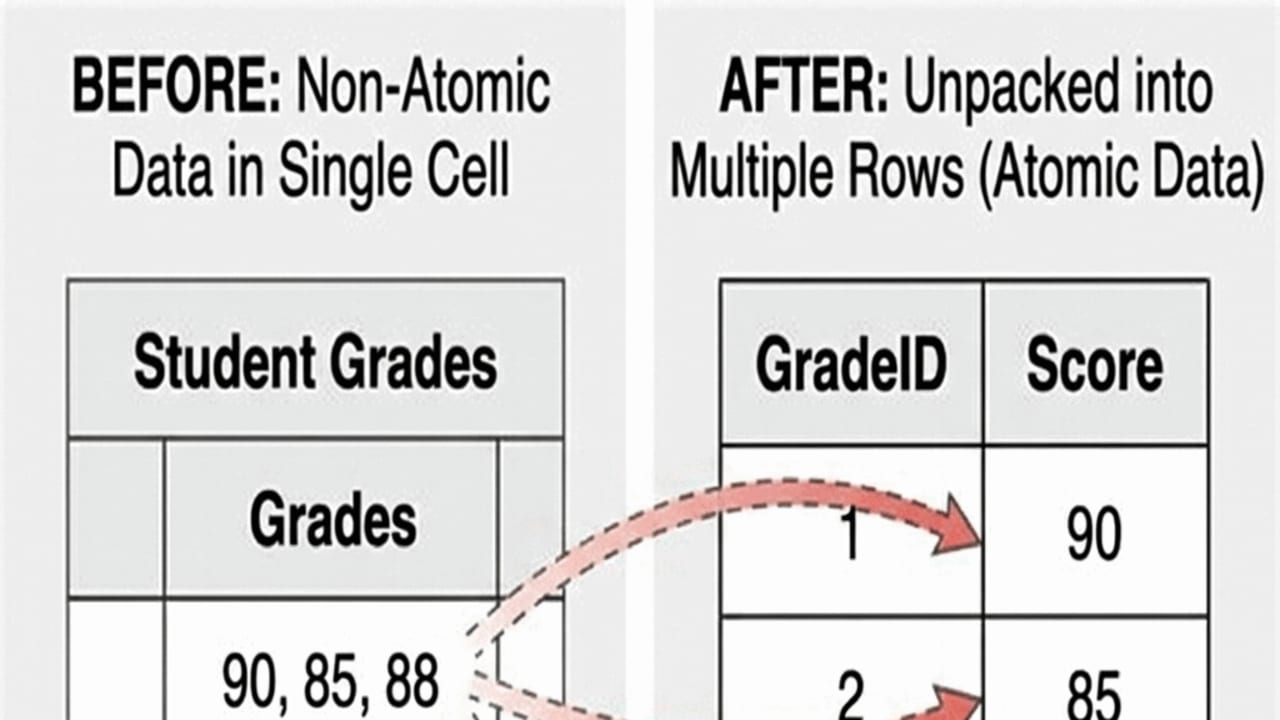 BEFORE: Non-Atomic
Data in Single Cell
Student Grades
Grades
90, 85, 88
AFTER: Unpacked into
Multiple Rows (Atomic Data)
GradeID Score
1 90
2 85